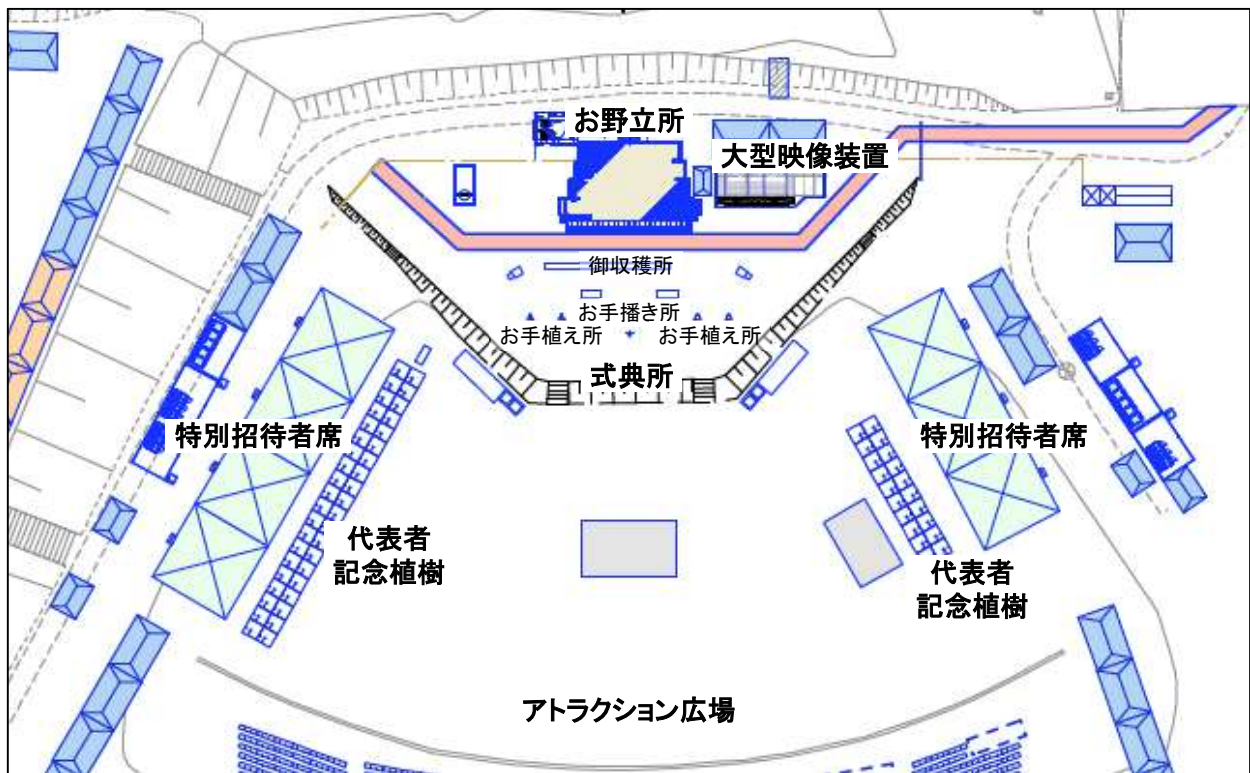 お野立所
大型映像装置
御収穫所
お手播き所
お手植え所
お手植え所
式典所
特別招待者席
特別招待者席
代表者
記念植樹
代表者
記念植樹
アトラクション広場